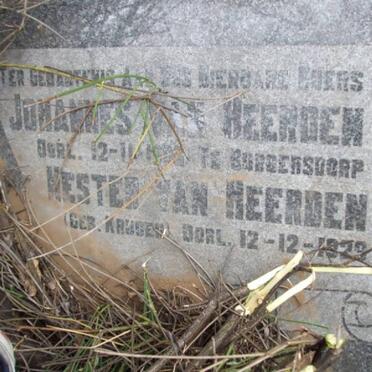 TER GEDAGTENIS AAN ONS DIERBARE OUERS
JOHANNES VAN HEERDEN
OORL. 12-11- TE BURGERSDORP
HESTER VAN HEERDEN
(GEB KRUGER) OORL. 12-12-